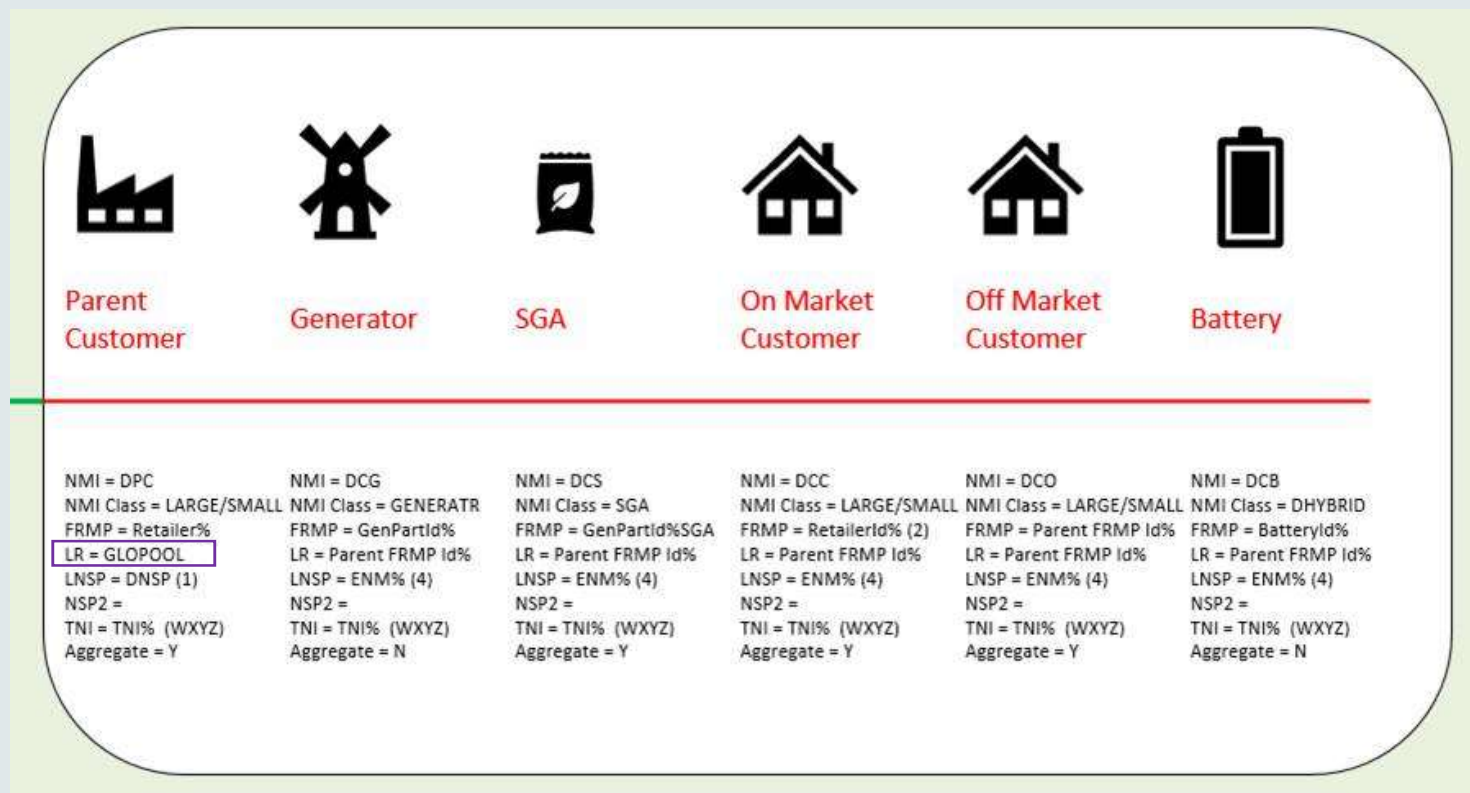 Parent
Customer
Generator
SGA
On Market
Customer
Off Market
Customer
Battery
NMI = DPC
NMI Class = LARGE/SMALL
FRMP = Retailer%
LR = GLOPOOL
LNSP = DNSP (1)
NSP2 =
TNI = TNI% (WXYZ)
Aggregate = Y
NMI = DCG
NMI Class = GENERATR
FRMP = GenPartId%
LR = Parent FRMP Id%
LNSP = ENM% (4)
NSP2 =
TNI = TNI% (WXYZ)
Aggregate = N
NMI = DCS
NMI Class = SGA
FRMP = GenPartId%SGA
LR = Parent FRMP Id%
LNSP = ENM% (4)
NSP2 =
TNI = TNI% (WXYZ)
Aggregate = Y
NMI = DCC
NMI Class = LARGE/SMALL
FRMP = RetailerId% (2)
LR = Parent FRMP Id%
LNSP = ENM% (4)
NSP2 =
TNI = TNI% (WXYZ)
Aggregate = Y
NMI = DCO
NMI Class = LARGE/SMALL
FRMP = Parent FRMP Id%
LR = Parent FRMP Id%
LNSP = ENM% (4)
NSP2 =
TNI = TNI% (WXYZ)
Aggregate = Y
NMI = DCB
NMI Class = DHYBRID
FRMP = BatteryId%
LR = Parent FRMP Id%
LNSP = ENM% (4)
NSP2 =
TNI = TNI% (WXYZ)
Aggregate = N